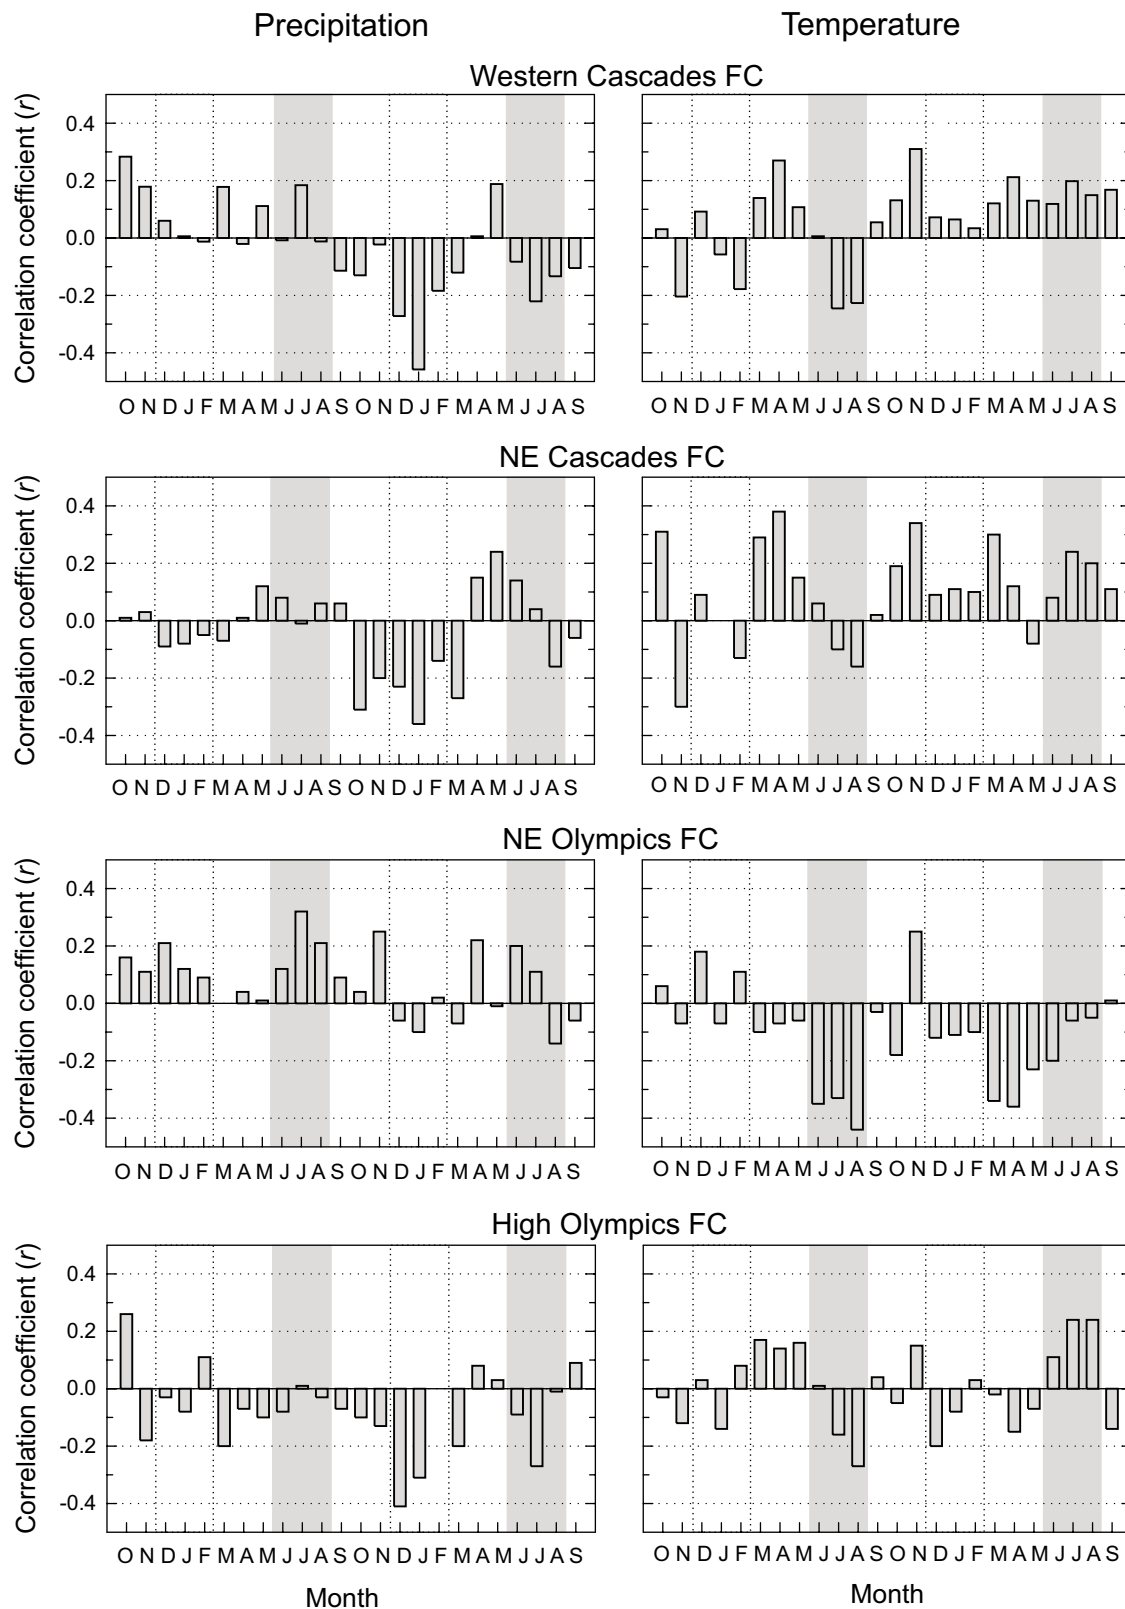 Precipitation Temperature
Western Cascades FC
Correlation coefficient (r)
0.4
0.2
0.0
-0.2
-0.4
O N D J F M A M J J A S O N D J F M A M J J A S
O N D J F M A M J J A S O N D J F M A M J J A S
NE Cascades FC
Correlation coefficient (r)
0.4
0.2
0.0
-0.2
-0.4
O N D J F M A M J J A S O N D J F M A M J J A S
O N D J F M A M J J A S O N D J F M A M J J A S
NE Olympics FC
Correlation coefficient (r)
0.4
0.2
0.0
-0.2
-0.4
O N D J F M A M J J A S O N D J F M A M J J A S
O N D J F M A M J J A S O N D J F M A M J J A S
High Olympics FC
Correlation coefficient (r)
0.4
0.2
0.0
-0.2
-0.4
O N D J F M A M J J A S O N D J F M A M J J A S
O N D J F M A M J J A S O N D J F M A M J J A S
Month Month